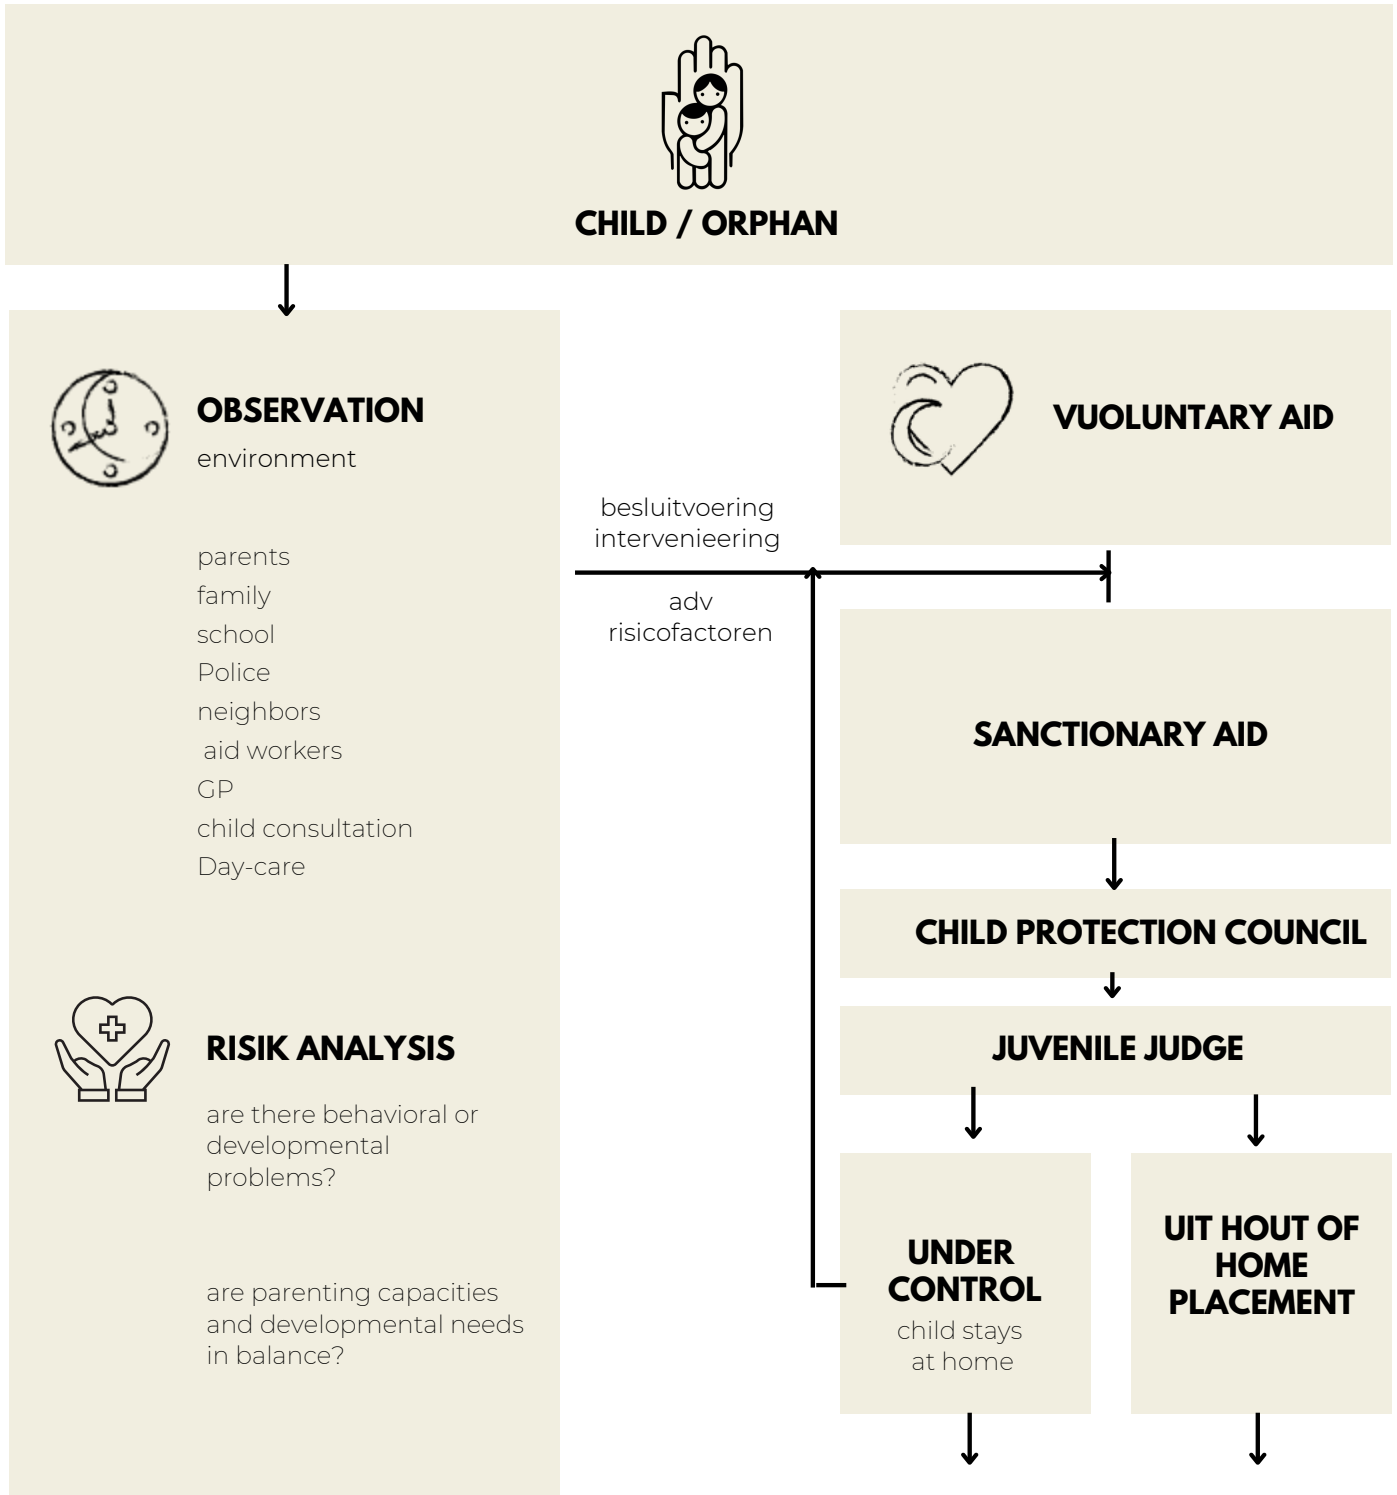 CHILD / ORPHAN
OBSERVATION
environment
parents
family
school
Police
neighbors
aid workers
GP
child consultation
Day-care
RISIK ANALYSIS
are there behavioral or
developmental
problems?
are parenting capacities
and developmental needs
in balance?
besluitvoering
intervenieering
adv
risicofactoren
VUOLUNTARY AID
SANCTIONARY AID
CHILD PROTECTION COUNCIL
JUVENILE JUDGE
UNDER
CONTROL
child stays
at home
UIT HOUT OF
HOME
PLACEMENT